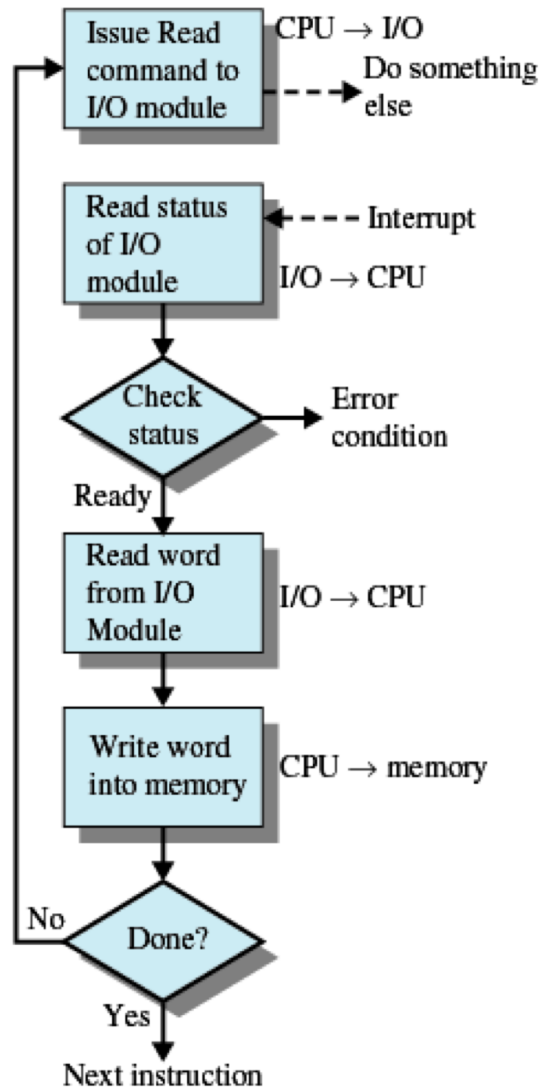 Issue Read
command to
I/O module
CPU → I/O
Do something
else
Read status
of I/O
module
Interrupt
I/O → CPU
Check
status
Error
condition
Ready
Read word
from I/O
Module
I/O → CPU
Write word
into memory
CPU → memory
No
Done?
Yes
Next instruction